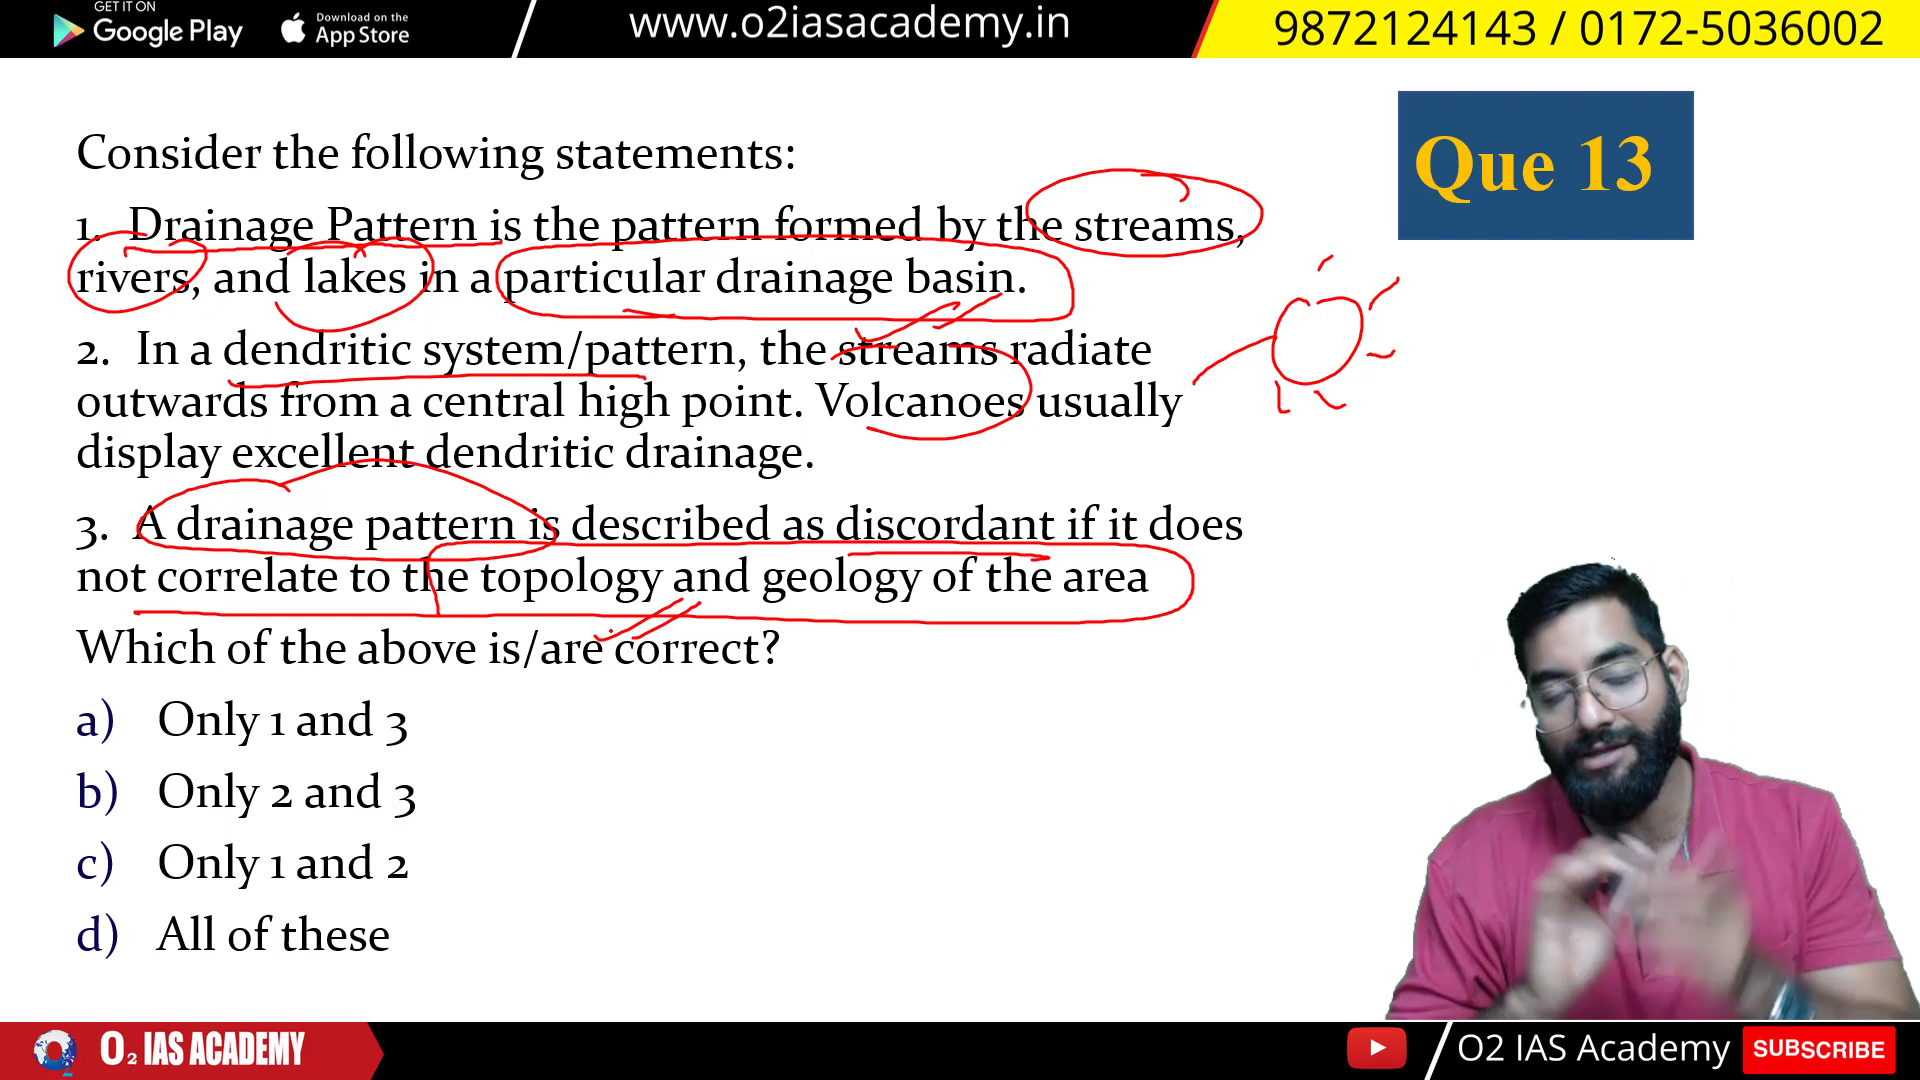 GET IT ON
Google Play
Download on the
App Store
www.o2iasacademy.in
9872124143 / 0172-5036002
Que 13
Consider the following statements:
1. Drainage Pattern is the pattern formed by the streams,
rivers, and lakes in a particular drainage basin.
2. In a dendritic system/pattern, the streams radiate
outwards from a central high point. Volcanoes usually
display excellent dendritic drainage.
3. A drainage pattern is described as discordant if it does
not correlate to the topology and geology of the area
Which of the above is/are correct?
a) Only 1 and 3
b) Only 2 and 3
c) Only 1 and 2
d) All of these
O2 IAS ACADEMY
O2 IAS Academy
SUBSCRIBE